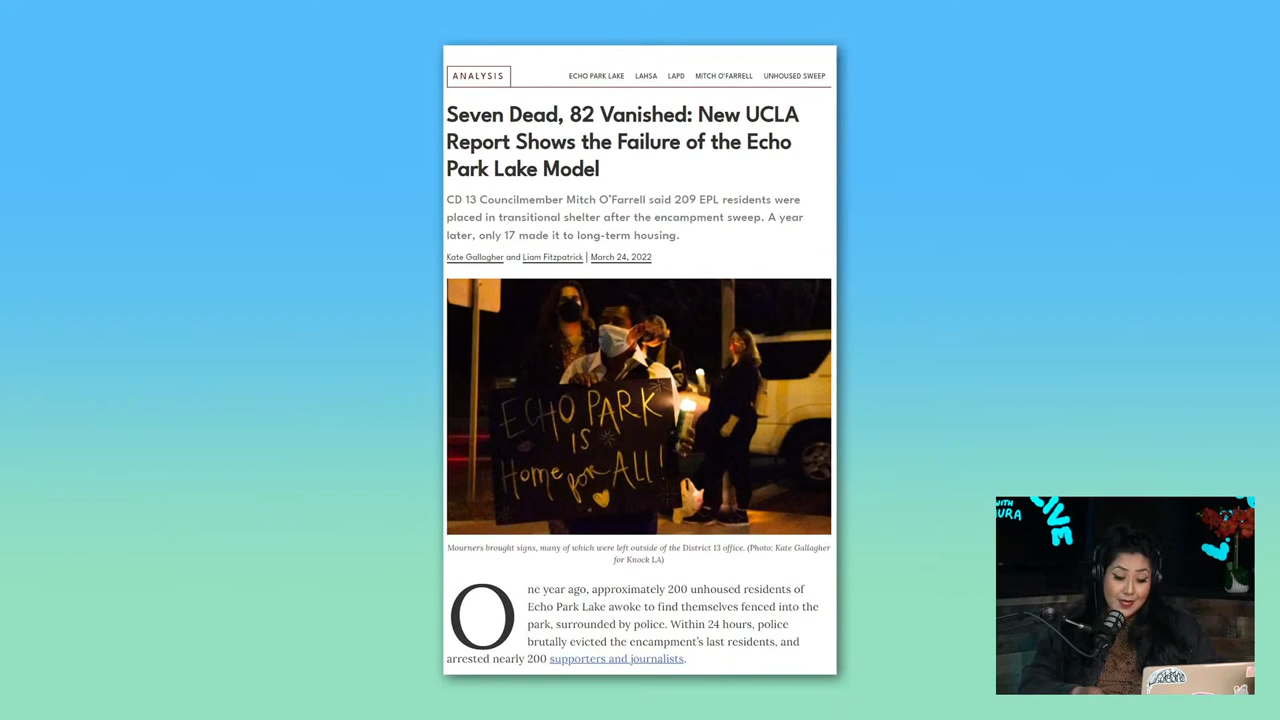 ANALYSIS
ECHO PARK LAKE LAHSA LAPD MITCH O'FARRELL UNHOUSED SWEEP
Seven Dead, 82 Vanished: New UCLA
Report Shows the Failure of the Echo
Park Lake Model
CD 13 Councilmember Mitch O'Farrell said 209 EPL residents were
placed in transitional shelter after the encampment sweep. A year
later, only 17 made it to long-term housing.
Kate Gallagher and Liam Fitzpatrick | March 24, 2022
ECHO PARK
IS
Home for ALL!
Mourners brought signs, many of which were left outside of the District 13 office. (Photo: Kate Gallagher
for Knock LA)
One year ago, approximately 200 unhoused residents of
Echo Park Lake awoke to find themselves fenced into the
park, surrounded by police. Within 24 hours, police
brutally evicted the encampment's last residents, and
arrested nearly 200 supporters and journalists.
WITH
URA
LIVE